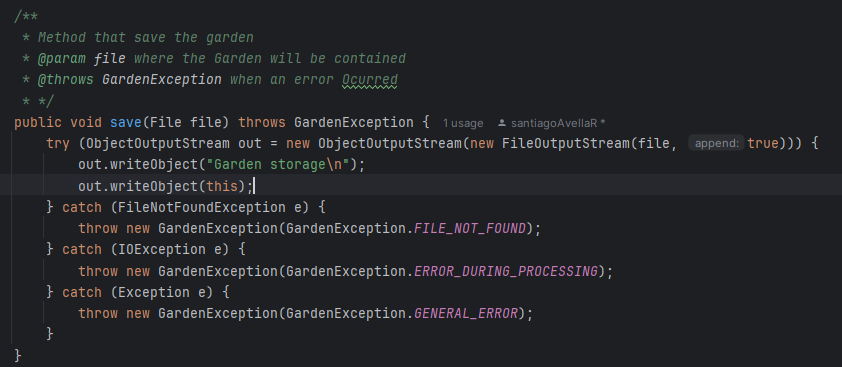 /**
 * Method that save the garden
 * @param file where the Garden will be contained
 * @throws GardenException when an error Ocurred
 * */
public void save(File file) throws GardenException {  1 usage  santiagoAvellaR *
    try (ObjectOutputStream out = new ObjectOutputStream(new FileOutputStream(file, append: true))) {
        out.writeObject("Garden storage\n");
        out.writeObject(this);
    } catch (FileNotFoundException e) {
        throw new GardenException(GardenException.FILE_NOT_FOUND);
    } catch (IOException e) {
        throw new GardenException(GardenException.ERROR_DURING_PROCESSING);
    } catch (Exception e) {
        throw new GardenException(GardenException.GENERAL_ERROR);
    }
}